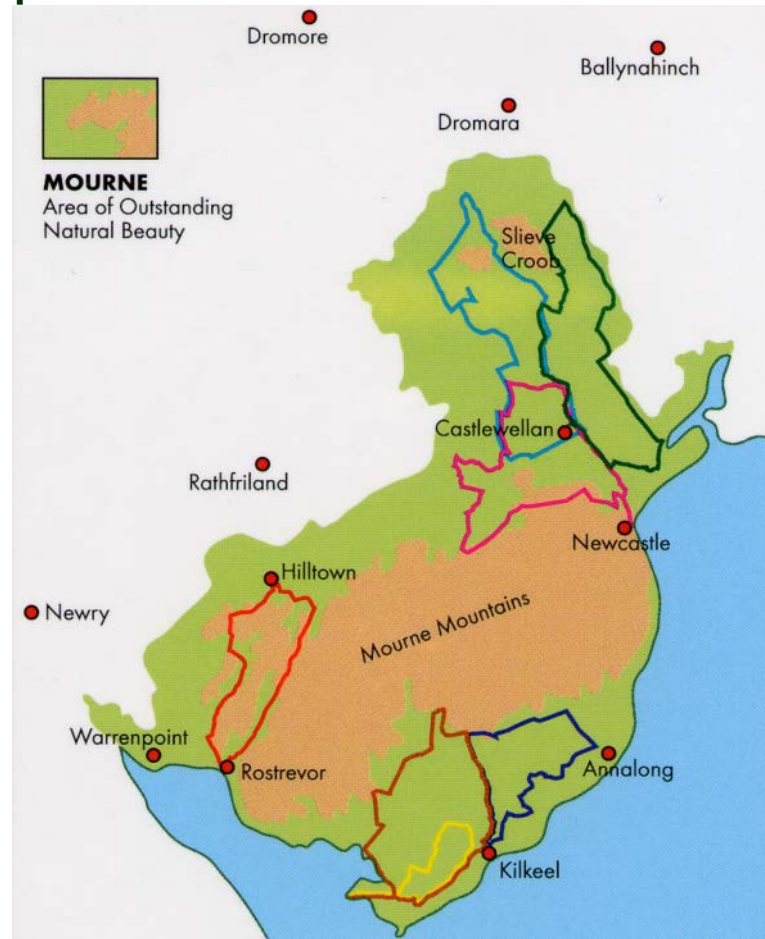 Dromore
Ballynahinch
Dromara
MOURNE
Area of Outstanding
Natural Beauty
Slieve
Croob
Castlewellan
Rathfriland
Newcastle
Hilltown
Newry
Mourne Mountains
Warrenpoint
Rostrevor
Annalong
Kilkeel